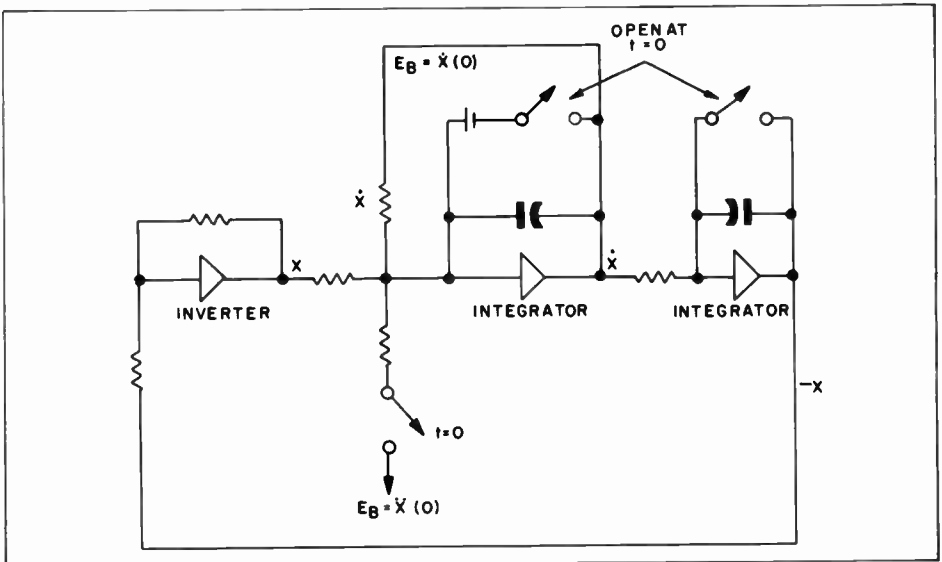 OPEN AT
t = 0
E_B = Ẋ (0)
Ẋ
X
INVERTER
INTEGRATOR
Ẋ
INTEGRATOR
—X
t = 0
E_B = Ẍ (0)